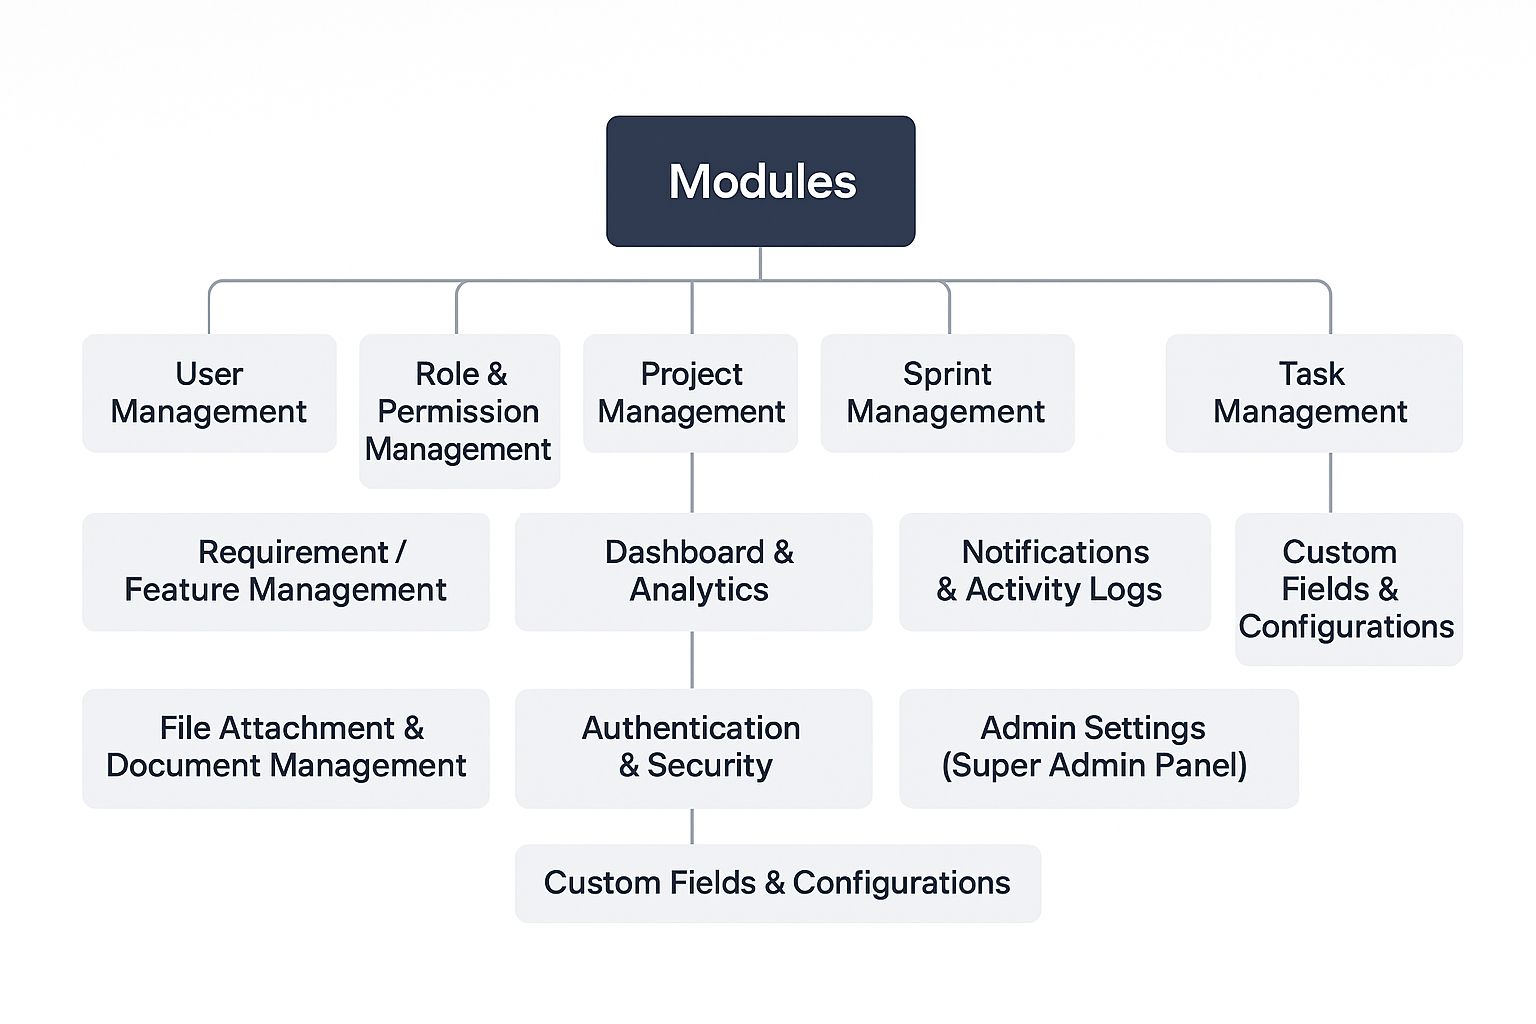 Modules
User
Management
Role &
Permission
Management
Project
Management
Sprint
Management
Task
Management
Requirement /
Feature Management
Dashboard &
Analytics
Notifications
& Activity Logs
Custom
Fields &
Configurations
File Attachment &
Document Management
Authentication
& Security
Admin Settings
(Super Admin Panel)
Custom Fields & Configurations